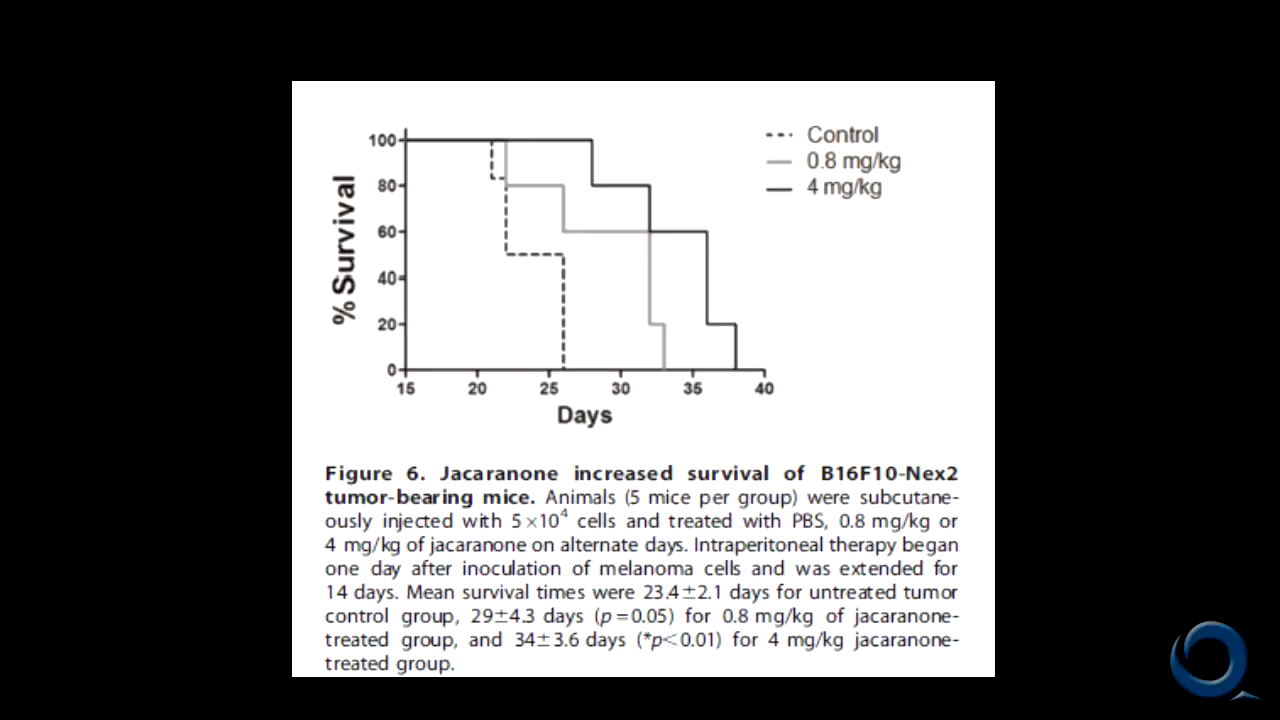 Control
0.8 mg/kg
4 mg/kg
% Survival
100
80
60
40
20
0
15 20 25 30 35 40
Days
Figure 6. Jacaranone increased survival of B16F10-Nex2
tumor-bearing mice. Animals (5 mice per group) were subcutane-
ously injected with 5×10⁴ cells and treated with PBS, 0.8 mg/kg or
4 mg/kg of jacaranone on alternate days. Intraperitoneal therapy began
one day after inoculation of melanoma cells and was extended for
14 days. Mean survival times were 23.4±2.1 days for untreated tumor
control group, 29±4.3 days (p=0.05) for 0.8 mg/kg of jacaranone-
treated group, and 34±3.6 days (*p<0.01) for 4 mg/kg jacaranone-
treated group.